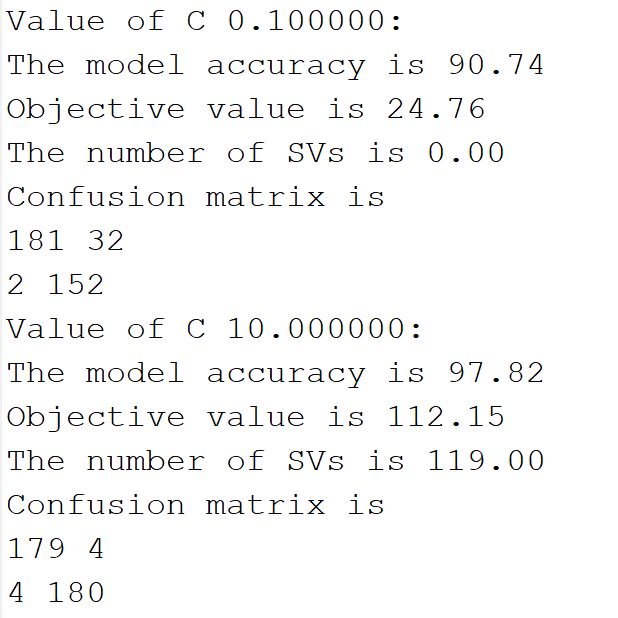 Value of C 0.100000:
The model accuracy is 90.74
Objective value is 24.76
The number of SVs is 0.00
Confusion matrix is
181 32
2 152
Value of C 10.000000:
The model accuracy is 97.82
Objective value is 112.15
The number of SVs is 119.00
Confusion matrix is
179 4
4 180